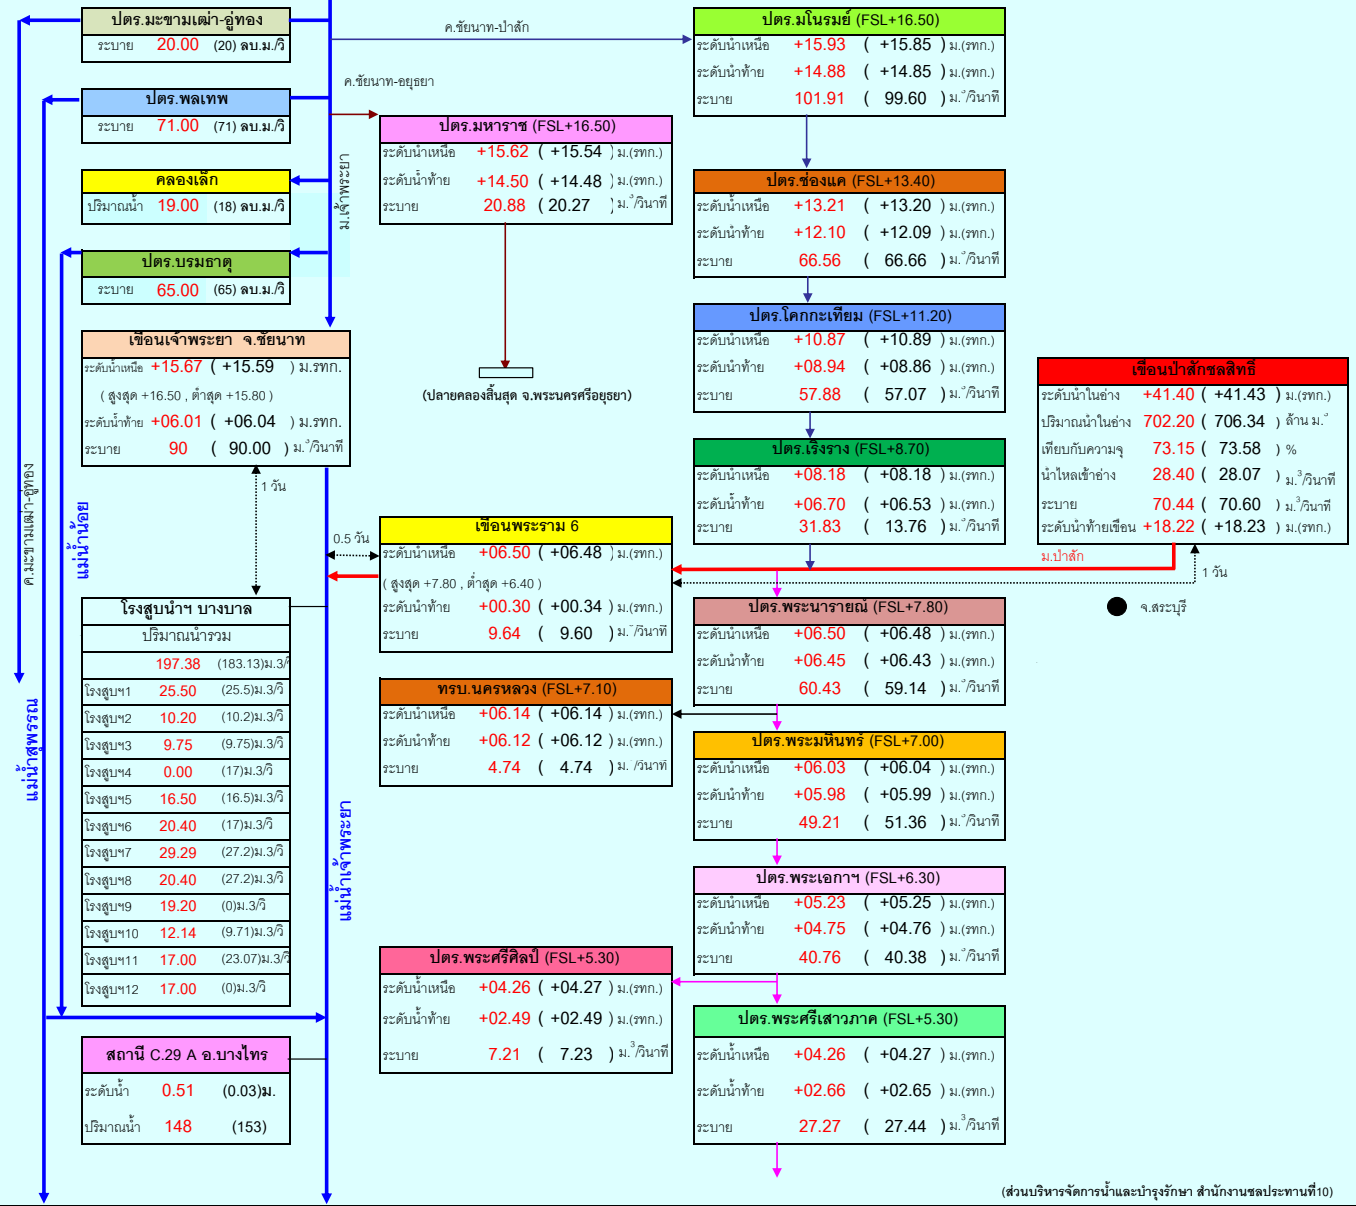 ปตร.มะขามเฒ่า-อู่ทอง
ระบาย 20.00 (20) ลบ.ม./วิ
ปตร.พลเทพ
ระบาย 71.00 (71) ลบ.ม./วิ
คลองเล็ก
ปริมาณน้ำ 19.00 (18) ลบ.ม./วิ
ปตร.บรมธาตุ
ระบาย 65.00 (65) ลบ.ม./วิ
เขื่อนเจ้าพระยา จ.ชัยนาท
ระดับน้ำเหนือ +15.67 ( +15.59 ) ม.รทก.
( สูงสุด +16.50 , ต่ำสุด +15.80 )
ระดับน้ำท้าย +06.01 ( +06.04 ) ม.รทก.
ระบาย 90 ( 90.00 ) ม.³/วินาที
1 วัน
โรงสูบน้ำฯ บางบาล
ปริมาณน้ำรวม
197.38 (183.13)ม.3/วิ
โรงสูบฯ1 25.50 (25.5)ม.3/วิ
โรงสูบฯ2 10.20 (10.2)ม.3/วิ
โรงสูบฯ3 9.75 (9.75)ม.3/วิ
โรงสูบฯ4 0.00 (17)ม.3/วิ
โรงสูบฯ5 16.50 (16.5)ม.3/วิ
โรงสูบฯ6 20.40 (17)ม.3/วิ
โรงสูบฯ7 29.29 (27.2)ม.3/วิ
โรงสูบฯ8 20.40 (27.2)ม.3/วิ
โรงสูบฯ9 19.20 (0)ม.3/วิ
โรงสูบฯ10 12.14 (9.71)ม.3/วิ
โรงสูบฯ11 17.00 (23.07)ม.3/วิ
โรงสูบฯ12 17.00 (0)ม.3/วิ
สถานี C.29 A อ.บางไทร
ระดับน้ำ 0.51 (0.03)ม.
ปริมาณน้ำ 148 (153)
ค.มะขามเฒ่า-อู่ทอง
แม่น้ำสุพรรณ
แม่น้ำน้อย
ม.เจ้าพระยา
แม่น้ำเจ้าพระยา
ค.ชัยนาท-ป่าสัก
ค.ชัยนาท-อยุธยา
ปตร.มหาราช (FSL+16.50)
ระดับน้ำเหนือ +15.62 ( +15.54 ) ม.(รทก.)
ระดับน้ำท้าย +14.50 ( +14.48 ) ม.(รทก.)
ระบาย 20.88 ( 20.27 ) ม.³/วินาที
(ปลายคลองสิ้นสุด จ.พระนครศรีอยุธยา)
0.5 วัน
เขื่อนพระราม 6
ระดับน้ำเหนือ +06.50 ( +06.48 ) ม.(รทก.)
( สูงสุด +7.80 , ต่ำสุด +6.40 )
ระดับน้ำท้าย +00.30 ( +00.34 ) ม.(รทก.)
ระบาย 9.64 ( 9.60 ) ม.³/วินาที
ทรบ.นครหลวง (FSL+7.10)
ระดับน้ำเหนือ +06.14 ( +06.14 ) ม.(รทก.)
ระดับน้ำท้าย +06.12 ( +06.12 ) ม.(รทก.)
ระบาย 4.74 ( 4.74 ) ม.³/วินาที
ปตร.พระศรีศิลป์ (FSL+5.30)
ระดับน้ำเหนือ +04.26 ( +04.27 ) ม.(รทก.)
ระดับน้ำท้าย +02.49 ( +02.49 ) ม.(รทก.)
ระบาย 7.21 ( 7.23 ) ม.³/วินาที
ปตร.มโนรมย์ (FSL+16.50)
ระดับน้ำเหนือ +15.93 ( +15.85 ) ม.(รทก.)
ระดับน้ำท้าย +14.88 ( +14.85 ) ม.(รทก.)
ระบาย 101.91 ( 99.60 ) ม.³/วินาที
ปตร.ช่องแค (FSL+13.40)
ระดับน้ำเหนือ +13.21 ( +13.20 ) ม.(รทก.)
ระดับน้ำท้าย +12.10 ( +12.09 ) ม.(รทก.)
ระบาย 66.56 ( 66.66 ) ม.³/วินาที
ปตร.โคกกะเทียม (FSL+11.20)
ระดับน้ำเหนือ +10.87 ( +10.89 ) ม.(รทก.)
ระดับน้ำท้าย +08.94 ( +08.86 ) ม.(รทก.)
ระบาย 57.88 ( 57.07 ) ม.³/วินาที
ปตร.เริงราง (FSL+8.70)
ระดับน้ำเหนือ +08.18 ( +08.18 ) ม.(รทก.)
ระดับน้ำท้าย +06.70 ( +06.53 ) ม.(รทก.)
ระบาย 31.83 ( 13.76 ) ม.³/วินาที
ปตร.พระนารายณ์ (FSL+7.80)
ระดับน้ำเหนือ +06.50 ( +06.48 ) ม.(รทก.)
ระดับน้ำท้าย +06.45 ( +06.43 ) ม.(รทก.)
ระบาย 60.43 ( 59.14 ) ม.³/วินาที
ปตร.พระมหินทร์ (FSL+7.00)
ระดับน้ำเหนือ +06.03 ( +06.04 ) ม.(รทก.)
ระดับน้ำท้าย +05.98 ( +05.99 ) ม.(รทก.)
ระบาย 49.21 ( 51.36 ) ม.³/วินาที
ปตร.พระเอกาฯ (FSL+6.30)
ระดับน้ำเหนือ +05.23 ( +05.25 ) ม.(รทก.)
ระดับน้ำท้าย +04.75 ( +04.76 ) ม.(รทก.)
ระบาย 40.76 ( 40.38 ) ม.³/วินาที
ปตร.พระศรีเสาวภาค (FSL+5.30)
ระดับน้ำเหนือ +04.26 ( +04.27 ) ม.(รทก.)
ระดับน้ำท้าย +02.66 ( +02.65 ) ม.(รทก.)
ระบาย 27.27 ( 27.44 ) ม.³/วินาที
เขื่อนป่าสักชลสิทธิ์
ระดับน้ำในอ่าง +41.40 ( +41.43 ) ม.(รทก.)
ปริมาณน้ำในอ่าง 702.20 ( 706.34 ) ล้าน ม.³
เทียบกับความจุ 73.15 ( 73.58 ) %
น้ำไหลเข้าอ่าง 28.40 ( 28.07 ) ม.³/วินาที
ระบาย 70.44 ( 70.60 ) ม.³/วินาที
ระดับน้ำท้ายเขื่อน +18.22 ( +18.23 ) ม.(รทก.)
ม.ป่าสัก
1 วัน
จ.สระบุรี
(ส่วนบริหารจัดการน้ำและบำรุงรักษา สำนักงานชลประทานที่10)